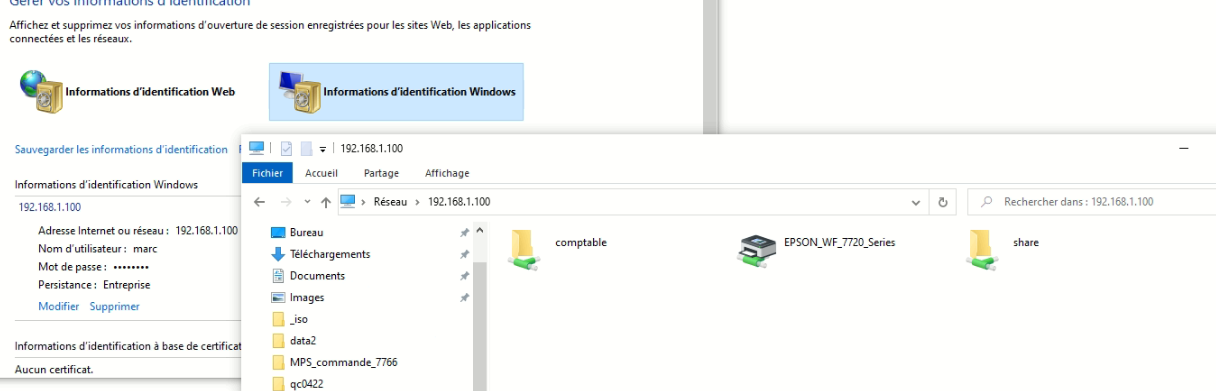 Gérer vos informations d'identification
Affichez et supprimez vos informations d'ouverture de session enregistrées pour les sites Web, les applications
connectées et les réseaux.
Informations d'identification Web
Informations d'identification Windows
Sauvegarder les informations d'identification
Informations d'identification Windows
192.168.1.100
Adresse Internet ou réseau : 192.168.1.100
Nom d'utilisateur : marc
Mot de passe : ••••••••
Persistance : Entreprise
Modifier Supprimer
Informations d'identification à base de certificat
Aucun certificat.
192.168.1.100
Fichier Accueil Partage Affichage
Réseau > 192.168.1.100
Rechercher dans : 192.168.1.100
Bureau
Téléchargements
Documents
Images
_iso
data2
MPS_commande_7766
qc0422
comptable
EPSON_WF_7720_Series
share